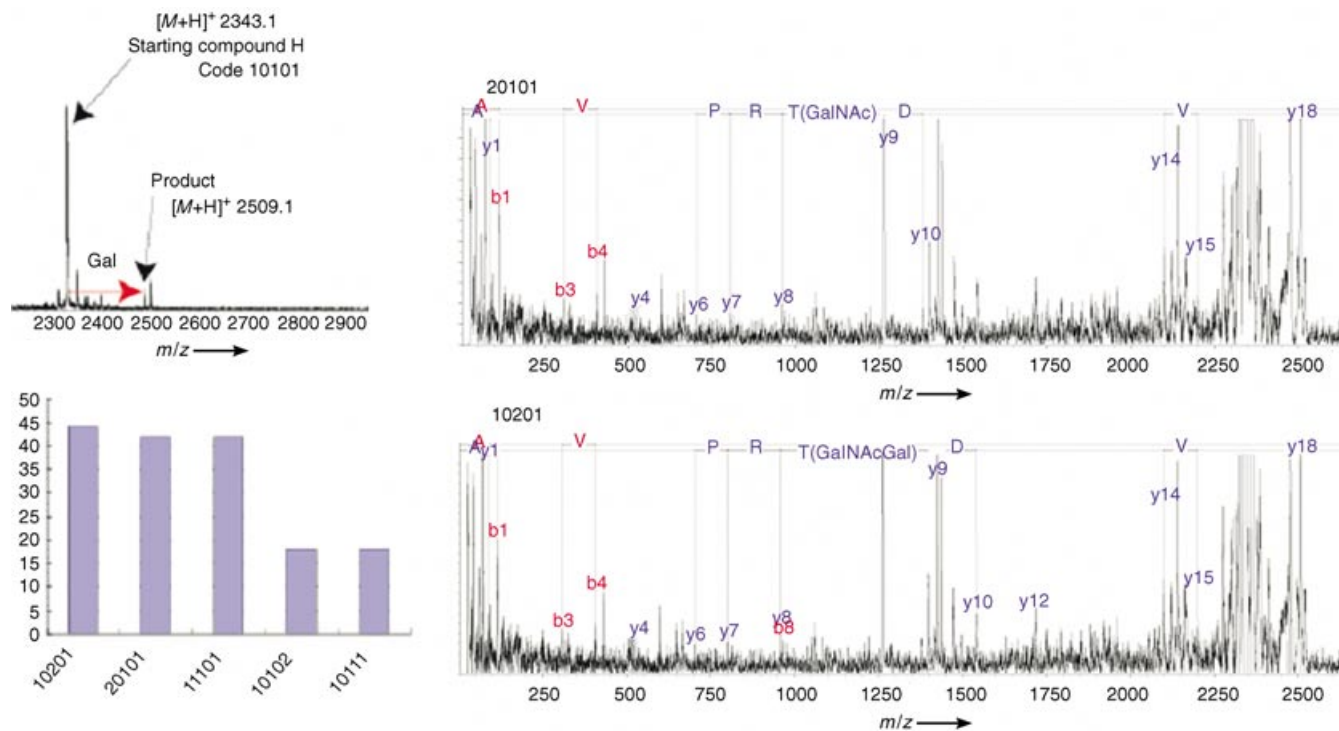 [M+H]+ 2343.1
Starting compound H
Code 10101
Product
[M+H]+ 2509.1
Gal
2300 2400 2500 2600 2700 2800 2900
m/z
50
45
40
35
30
25
20
15
10
5
0
10201 20101 11101 10102 10111
20101
A A V P R T(GalNAc) D V y18
y1
b1
b3
b4
y4
y6
y7
y8
y9
y10
y14
y15
250 500 750 1000 1250 1500 1750 2000 2250 2500
m/z
10201
A A V P R T(GalNAcGal) D V y18
y1
b1
b3
b4
y4
y6
y7
y8
b8
y9
y10
y12
y14
y15
250 500 750 1000 1250 1500 1750 2000 2250 2500
m/z